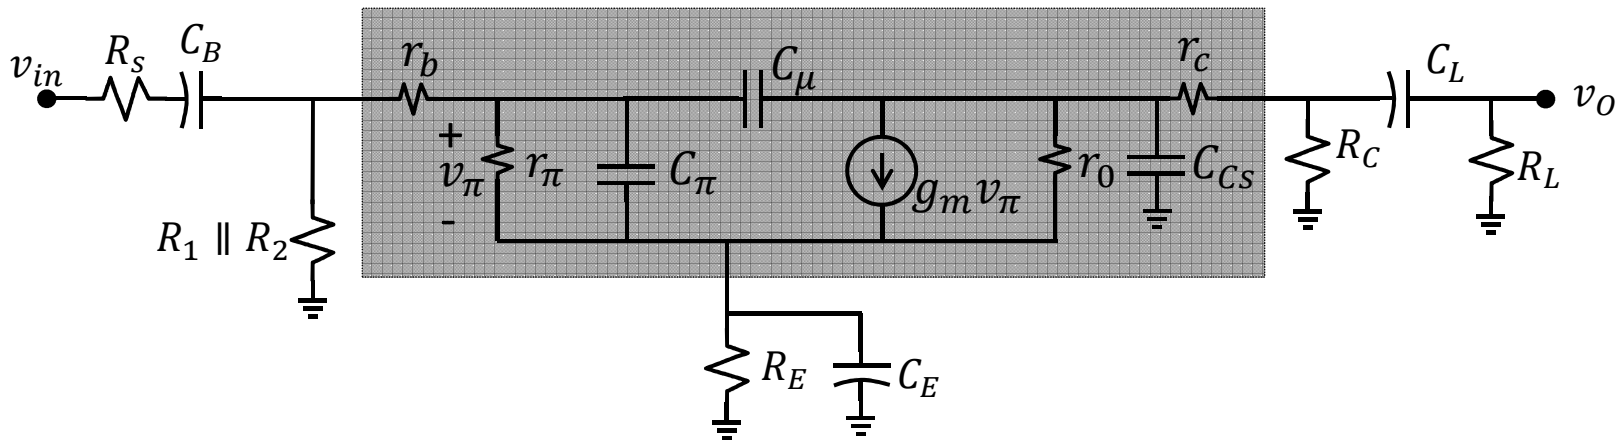 v_in
R_s
C_B
r_b
C_μ
r_c
C_L
v_O
+
v_π
-
r_π
C_π
g_m v_π
r_0
C_Cs
R_C
R_L
R_1 ∥ R_2
R_E
C_E